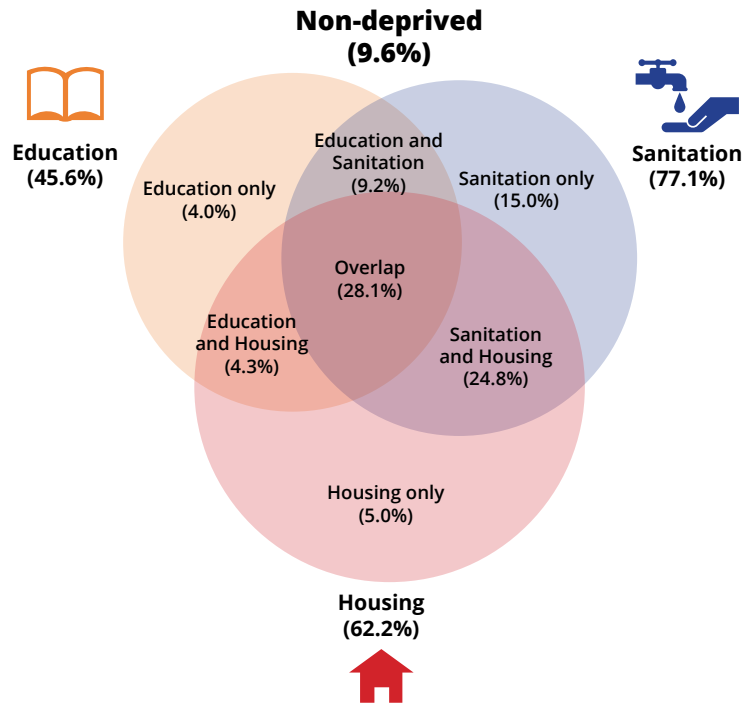 Non-deprived
(9.6%)
Education
(45.6%)
Sanitation
(77.1%)
Education and
Sanitation
(9.2%)
Education only
(4.0%)
Sanitation only
(15.0%)
Overlap
(28.1%)
Education
and Housing
(4.3%)
Sanitation
and Housing
(24.8%)
Housing only
(5.0%)
Housing
(62.2%)